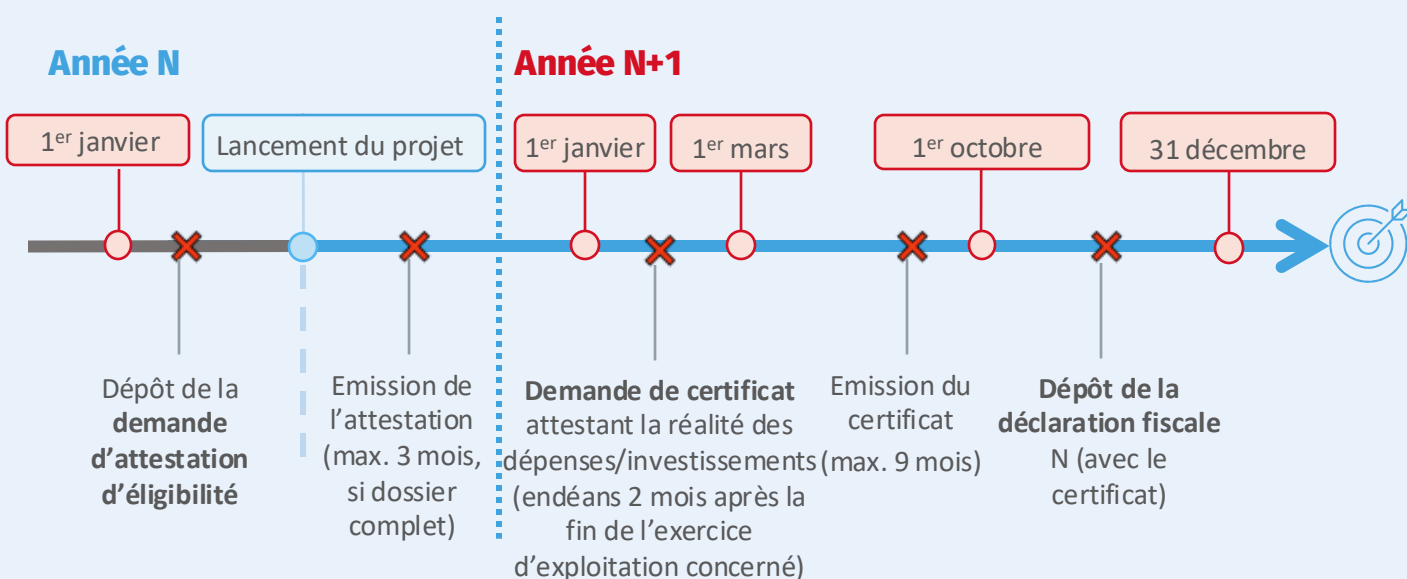 Année N
Année N+1
1er janvier
Lancement du projet
1er janvier
1er mars
1er octobre
31 décembre
Dépôt de la
demande
d’attestation
d’éligibilité
Emission de
l’attestation
(max. 3 mois,
si dossier
complet)
Demande de certificat
attestant la réalité des
dépenses/investissements
(endéans 2 mois après la
fin de l’exercice
d’exploitation concerné)
Emission du
certificat
(max. 9 mois)
Dépôt de la
déclaration fiscale
N (avec le
certificat)